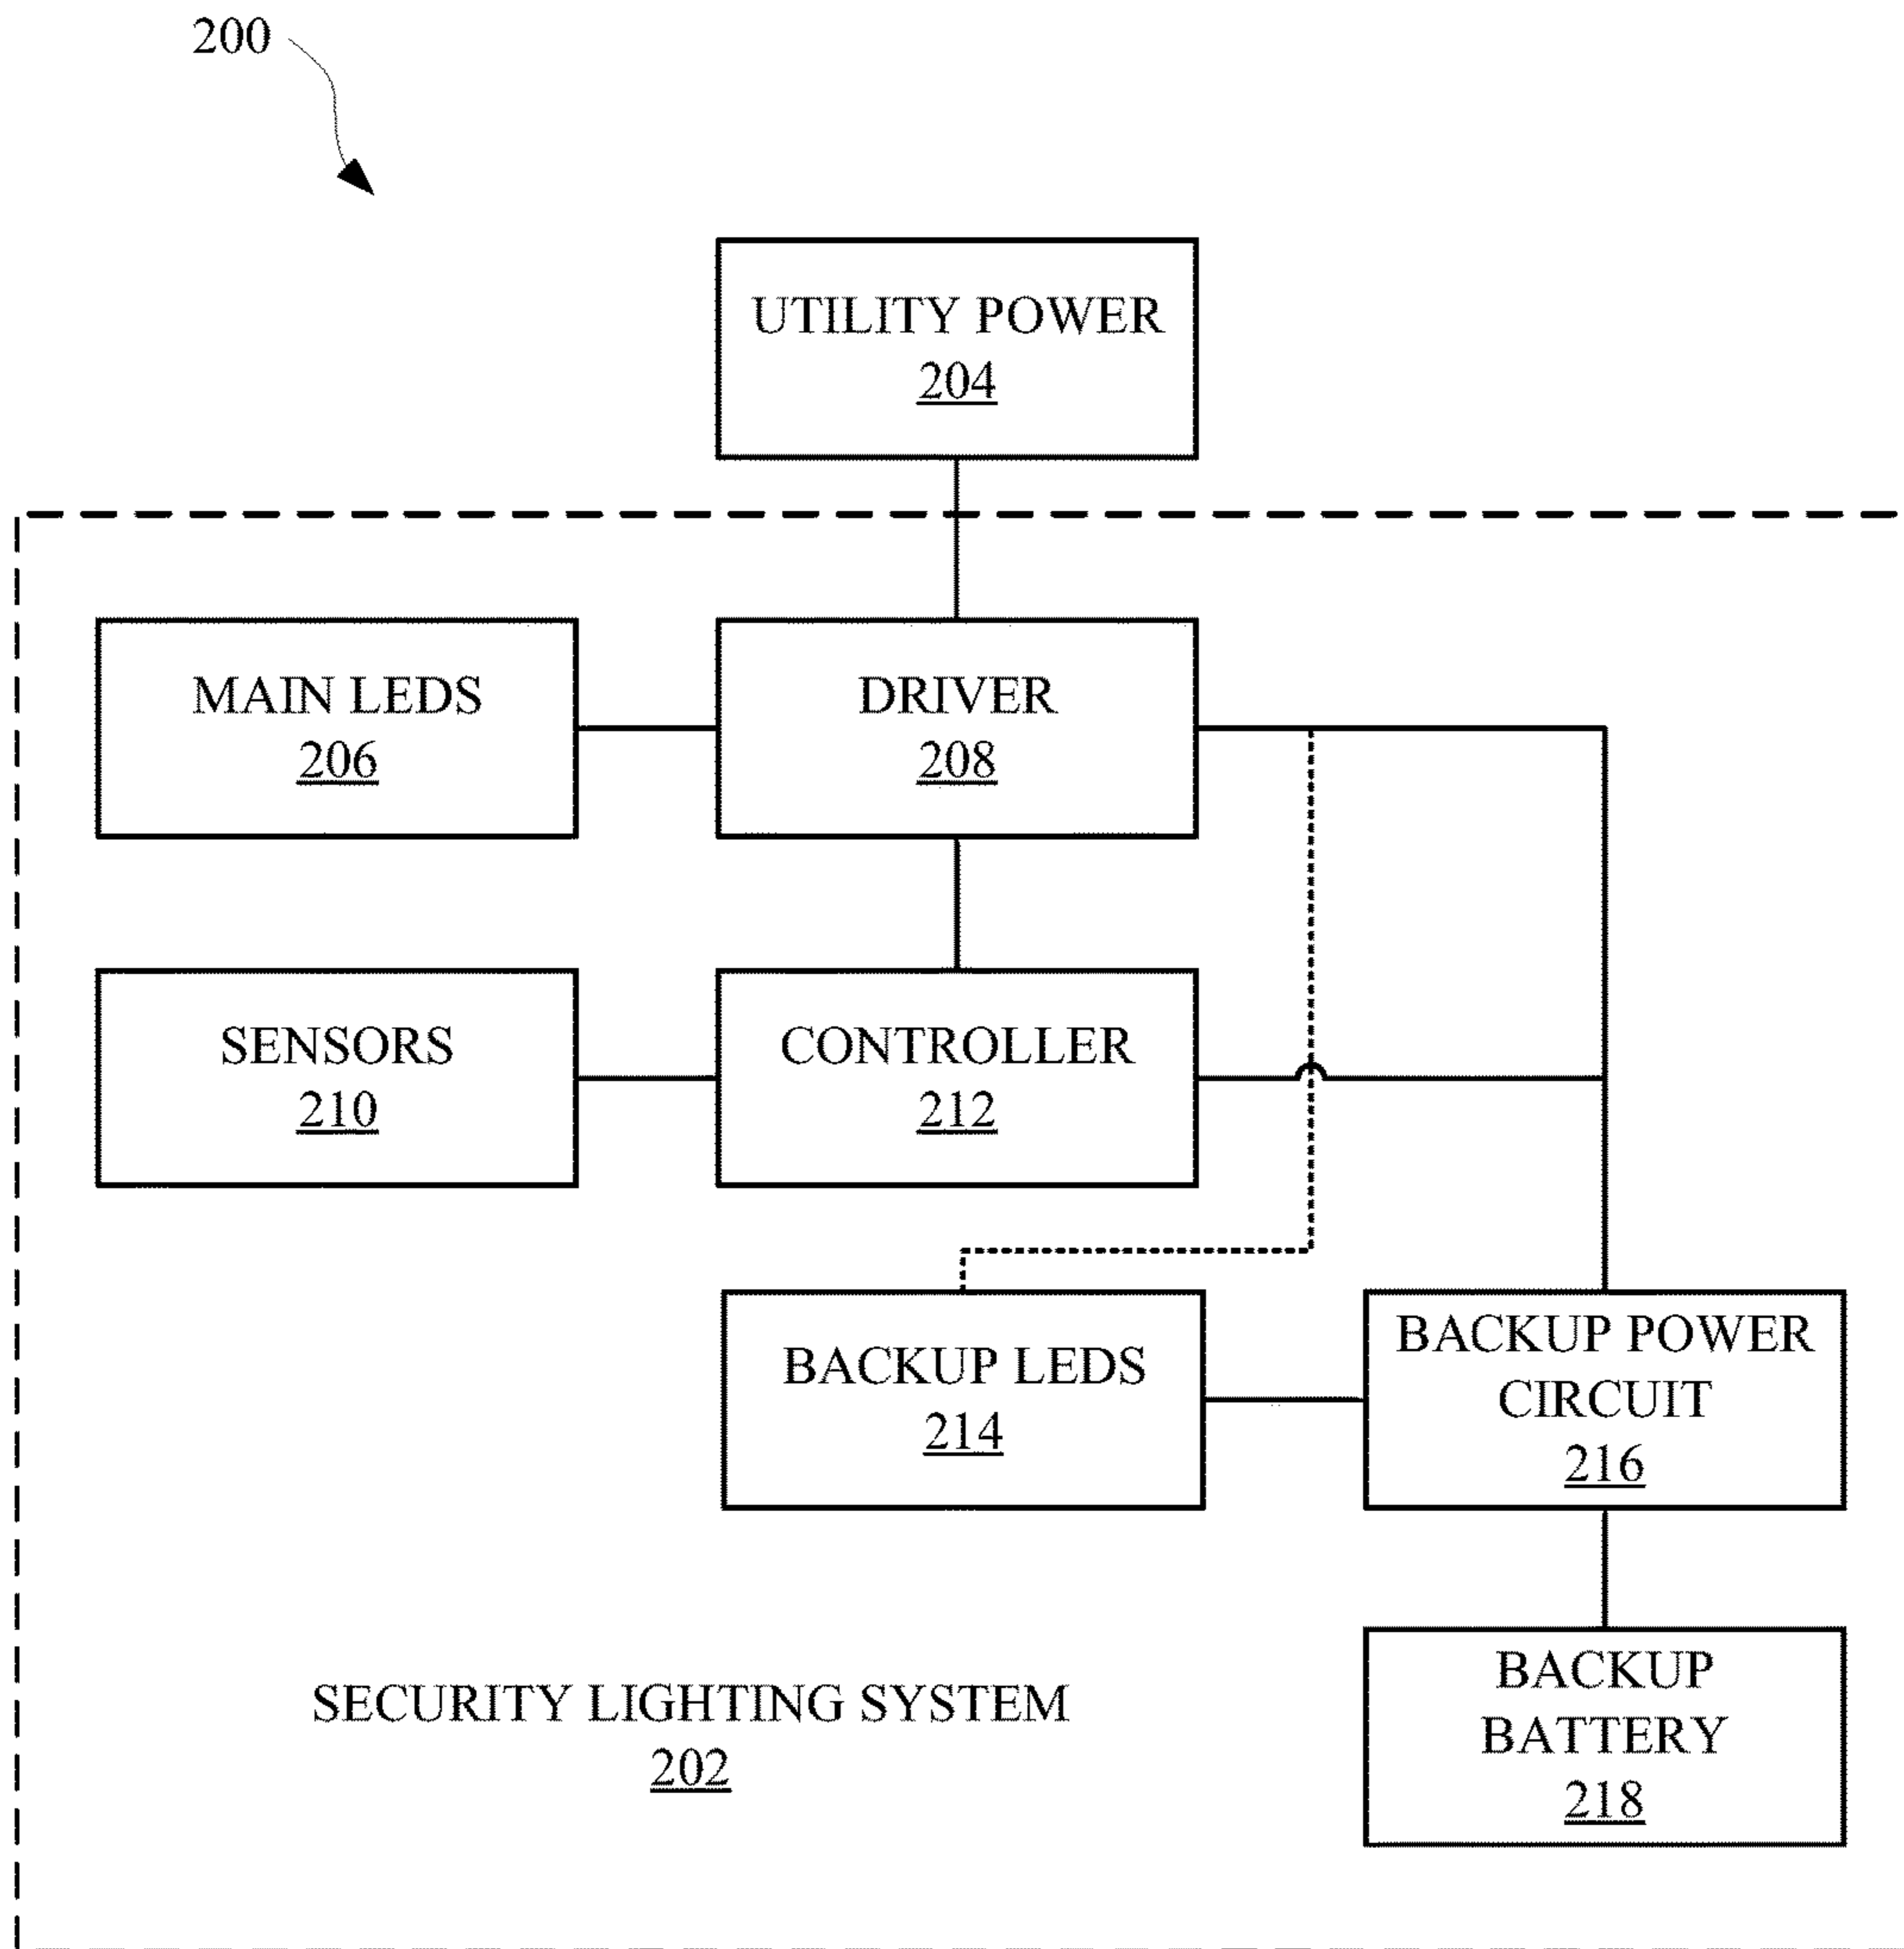 200
UTILITY POWER
204
MAIN LEDS
206
DRIVER
208
SENSORS
210
CONTROLLER
212
BACKUP LEDS
214
BACKUP POWER
CIRCUIT
216
SECURITY LIGHTING SYSTEM
202
BACKUP
BATTERY
218